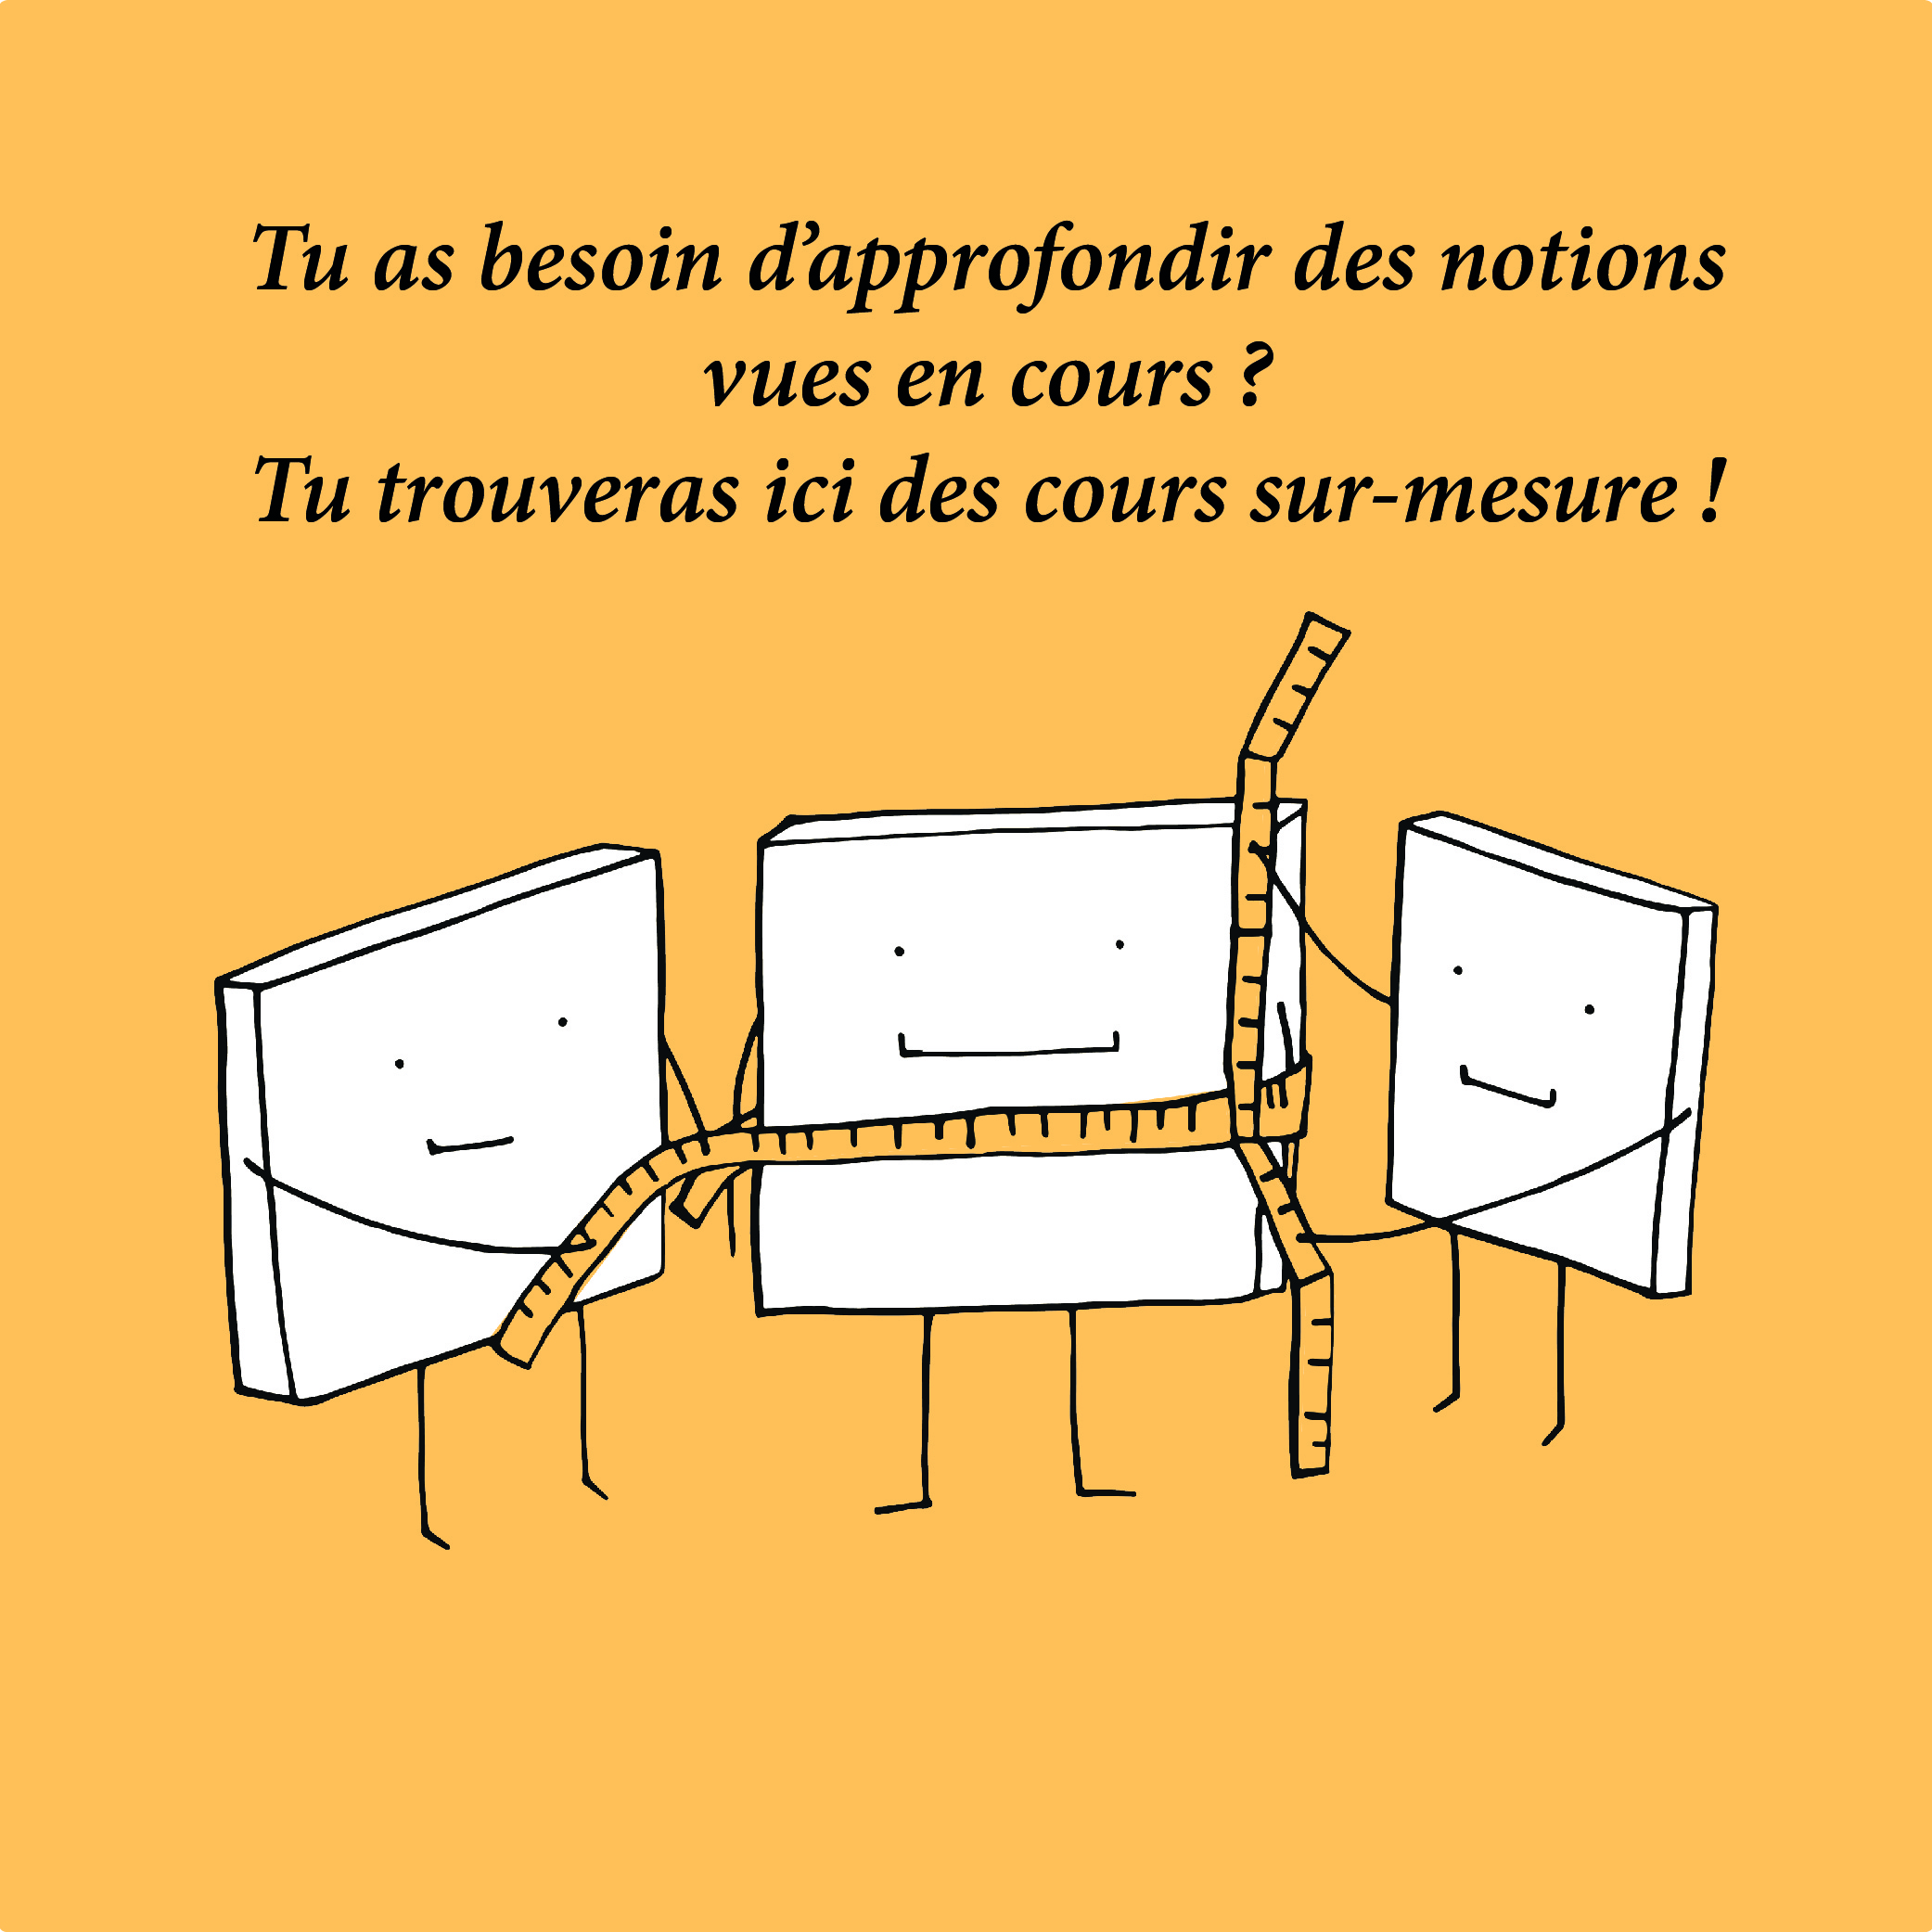 Tu as besoin d’approfondir des notions
vues en cours ?
Tu trouveras ici des cours sur-mesure !